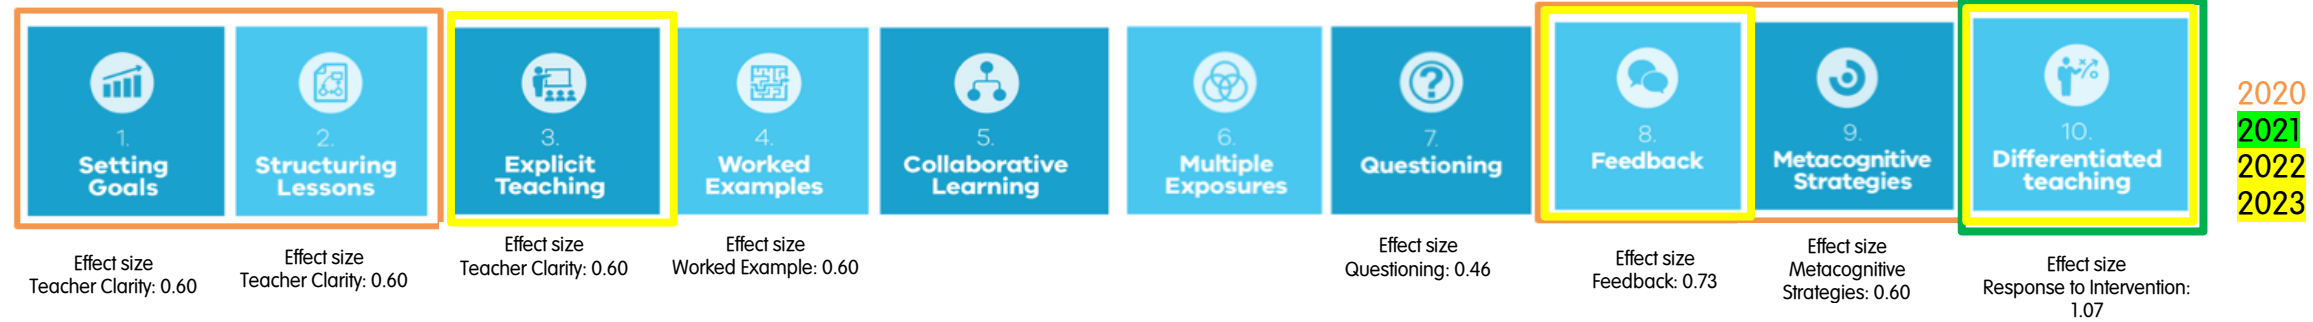 1.
Setting
Goals
2.
Structuring
Lessons
3.
Explicit
Teaching
4.
Worked
Examples
5.
Collaborative
Learning
6.
Multiple
Exposures
7.
Questioning
8.
Feedback
9.
Metacognitive
Strategies
10.
Differentiated
teaching
2020
2021
2022
2023
Effect size
Teacher Clarity: 0.60
Effect size
Teacher Clarity: 0.60
Effect size
Teacher Clarity: 0.60
Effect size
Worked Example: 0.60
Effect size
Questioning: 0.46
Effect size
Feedback: 0.73
Effect size
Metacognitive
Strategies: 0.60
Effect size
Response to Intervention:
1.07